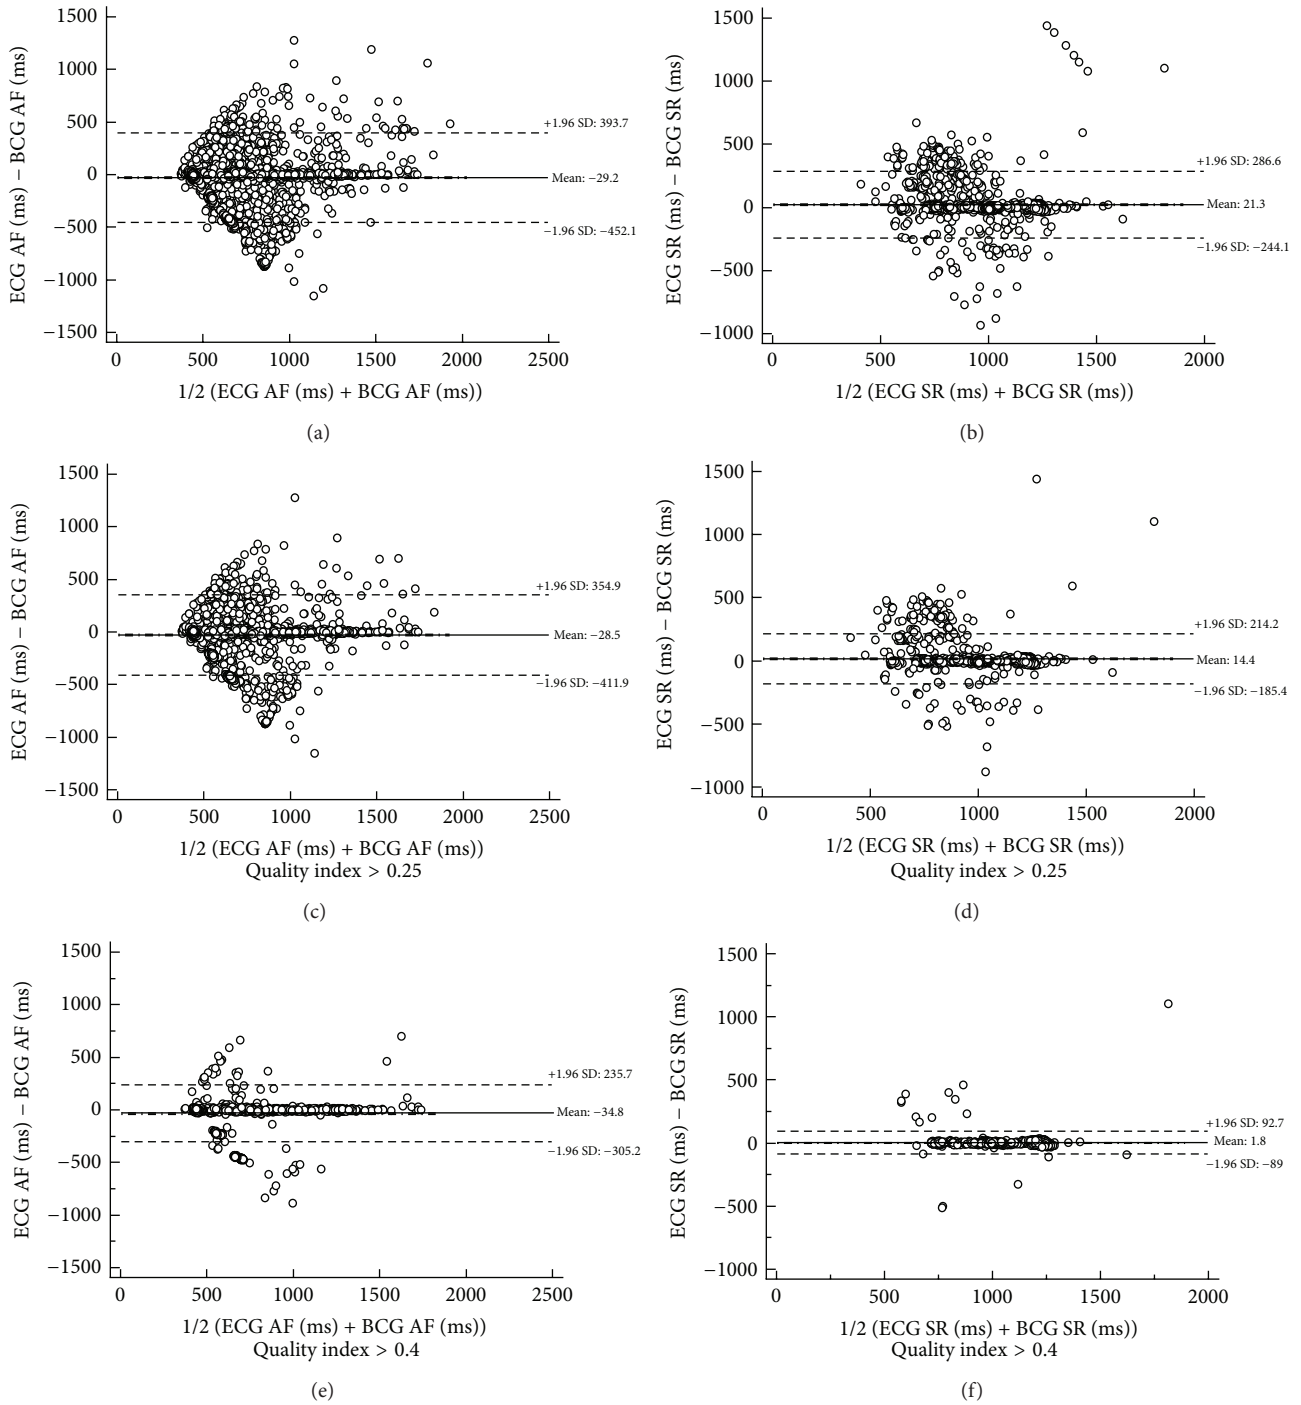 1500
1000
500
0
−500
−1000
−1500
ECG AF (ms) − BCG AF (ms)
+1.96 SD: 393.7
Mean: −29.2
−1.96 SD: −452.1
0 500 1000 1500 2000 2500
1/2 (ECG AF (ms) + BCG AF (ms))
(a)
1500
1000
500
0
−500
−1000
ECG SR (ms) − BCG SR (ms)
+1.96 SD: 286.6
Mean: 21.3
−1.96 SD: −244.1
0 500 1000 1500 2000
1/2 (ECG SR (ms) + BCG SR (ms))
(b)
1500
1000
500
0
−500
−1000
−1500
ECG AF (ms) − BCG AF (ms)
+1.96 SD: 354.9
Mean: −28.5
−1.96 SD: −411.9
0 500 1000 1500 2000 2500
1/2 (ECG AF (ms) + BCG AF (ms))
Quality index > 0.25
(c)
1500
1000
500
0
−500
−1000
ECG SR (ms) − BCG SR (ms)
+1.96 SD: 214.2
Mean: 14.4
−1.96 SD: −185.4
0 500 1000 1500 2000
1/2 (ECG SR (ms) + BCG SR (ms))
Quality index > 0.25
(d)
1500
1000
500
0
−500
−1000
−1500
ECG AF (ms) − BCG AF (ms)
+1.96 SD: 235.7
Mean: −34.8
−1.96 SD: −305.2
0 500 1000 1500 2000 2500
1/2 (ECG AF (ms) + BCG AF (ms))
Quality index > 0.4
(e)
1500
1000
500
0
−500
−1000
ECG SR (ms) − BCG SR (ms)
+1.96 SD: 92.7
Mean: 1.8
−1.96 SD: −89
0 500 1000 1500 2000
1/2 (ECG SR (ms) + BCG SR (ms))
Quality index > 0.4
(f)